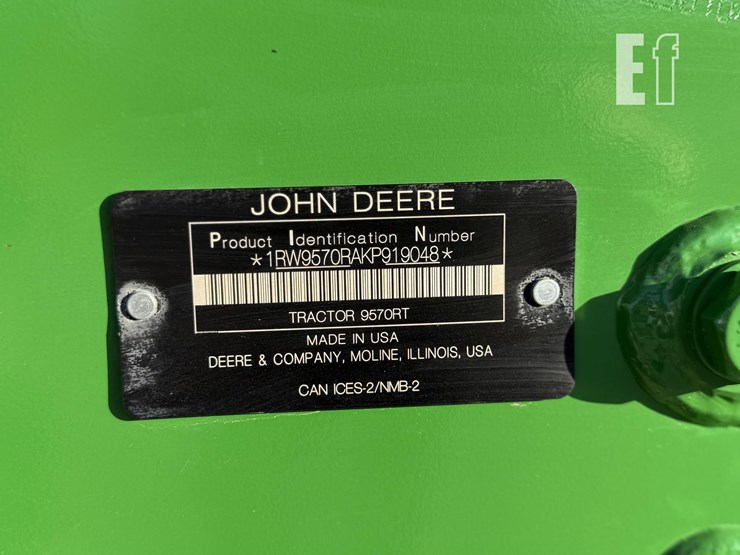 Ef
JOHN DEERE
Product Identification Number
*1RW9570RAKP919048*
TRACTOR 9570RT
MADE IN USA
DEERE & COMPANY, MOLINE, ILLINOIS, USA
CAN ICES-2/NMB-2